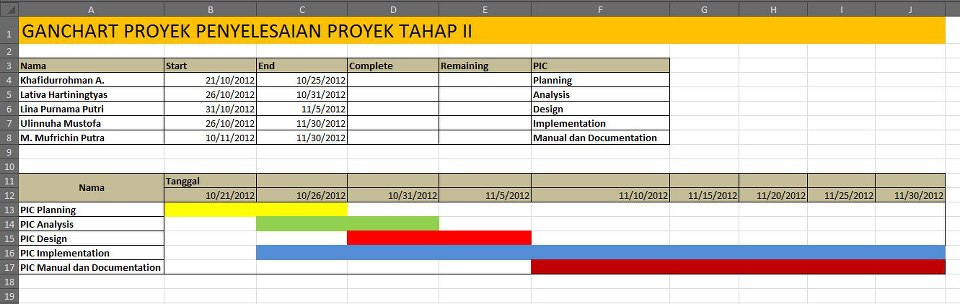 A B C D E F G H I J
1 GANCHART PROYEK PENYELESAIAN PROYEK TAHAP II
2
3 Nama Start End Complete Remaining PIC
4 Khafidurrohman A. 21/10/2012 10/25/2012 Planning
5 Lativa Hartiningtyas 26/10/2012 10/31/2012 Analysis
6 Lina Purnama Putri 31/10/2012 11/5/2012 Design
7 Ulinnuha Mustofa 26/10/2012 11/30/2012 Implementation
8 M. Mufrichin Putra 10/11/2012 11/30/2012 Manual dan Documentation
9
10
11 Nama Tanggal
12 10/21/2012 10/26/2012 10/31/2012 11/5/2012 11/10/2012 11/15/2012 11/20/2012 11/25/2012 11/30/2012
13 PIC Planning
14 PIC Analysis
15 PIC Design
16 PIC Implementation
17 PIC Manual dan Documentation
18
19